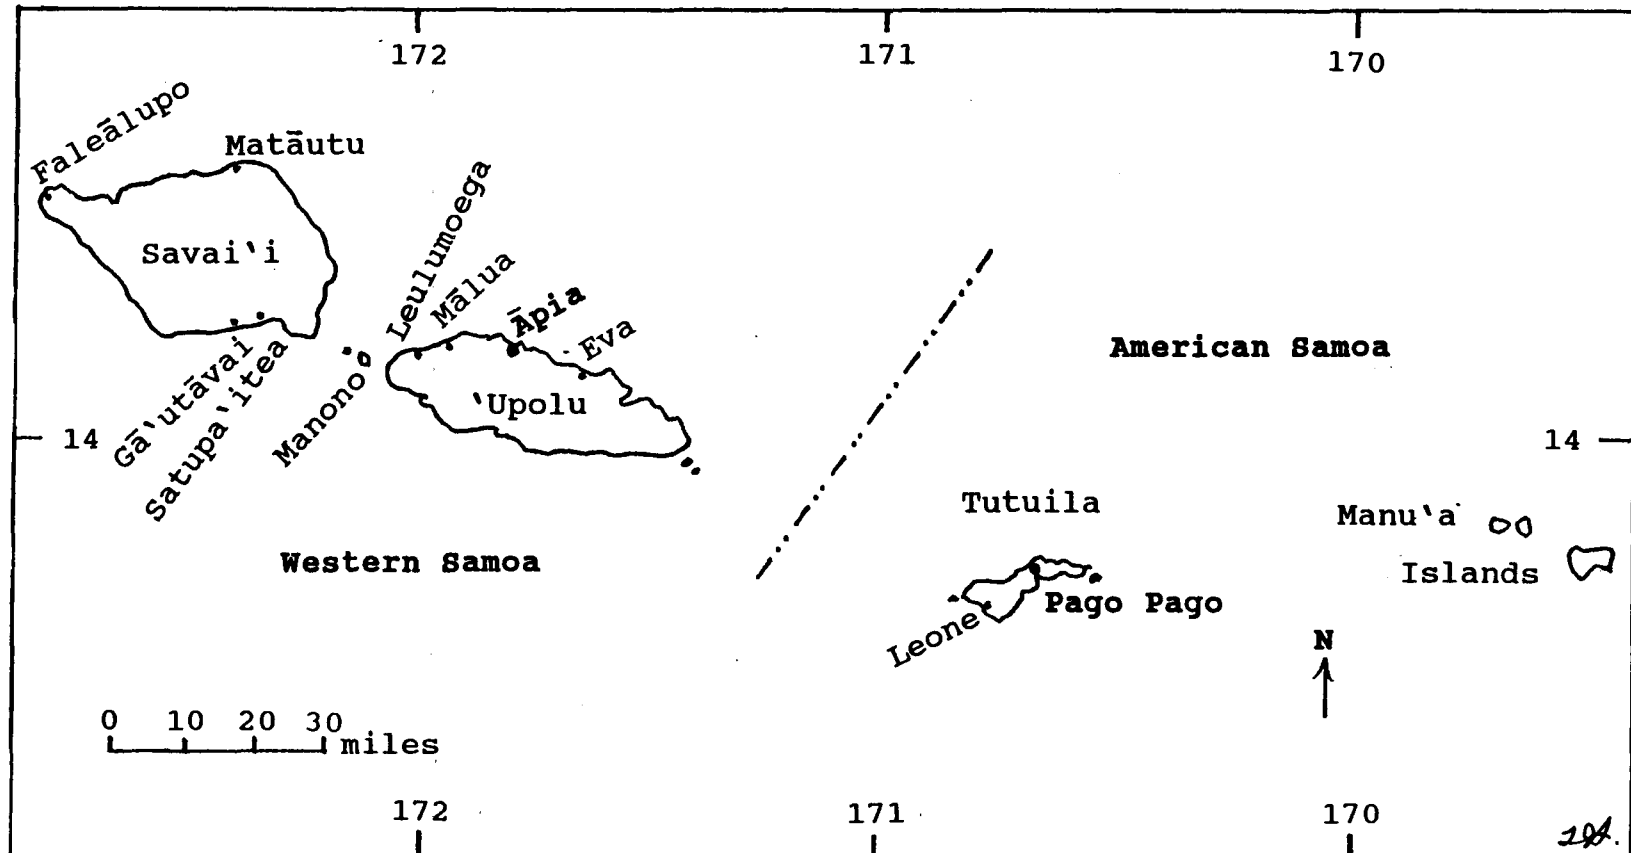 172 171 170
Faleālupo
Matāutu
Leulumoega
Savai‘i
Mālua
Āpia
Eva
American Samoa
Gā‘utāvai
Satupa‘itea
Manono
‘Upolu
14 14
Tutuila
Manu‘a
Islands
Western Samoa
Pago Pago
Leone
N
0 10 20 30
miles
172 171 170